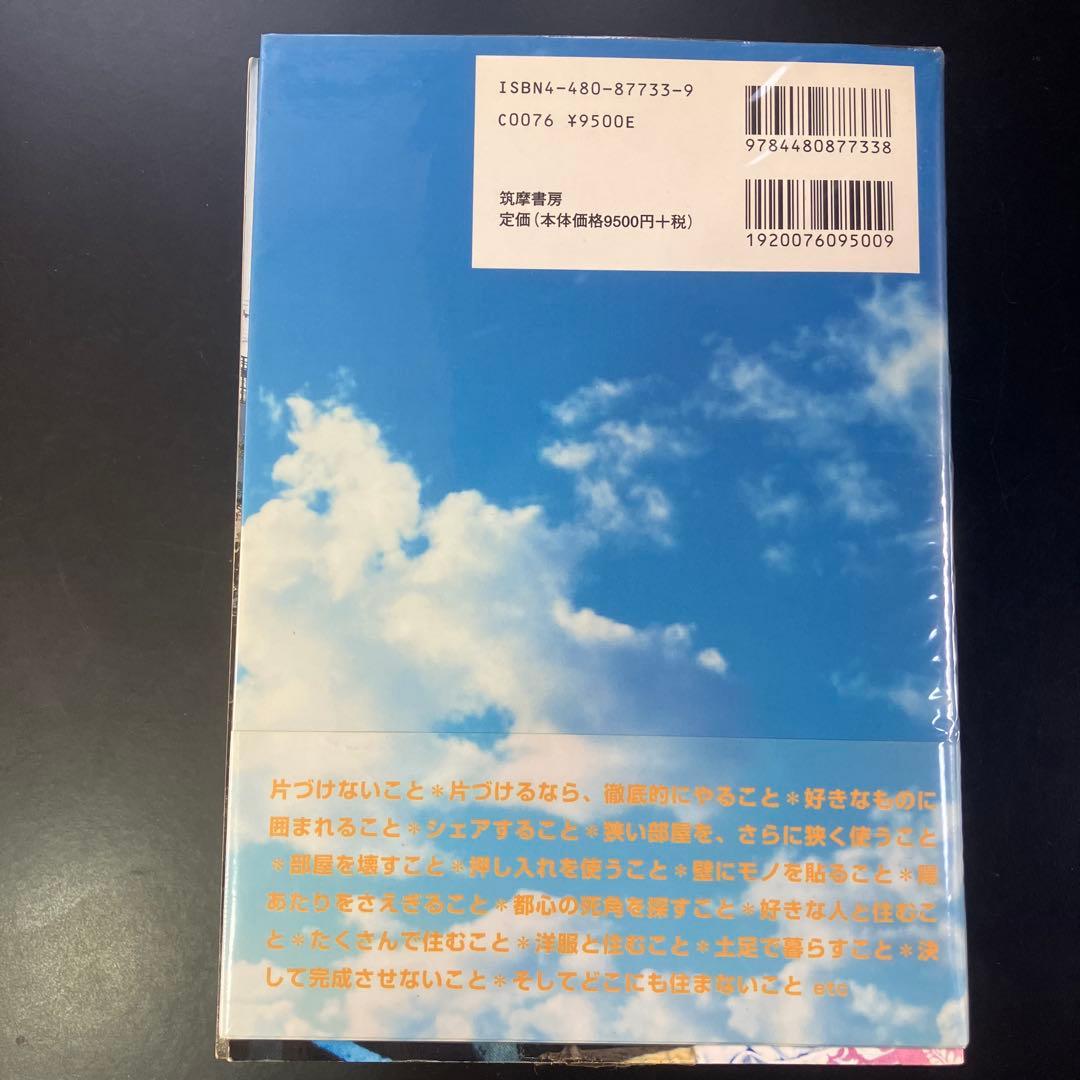 ISBN4-480-87733-9
C0076 ¥9500E
9784480877338
筑摩書房
定価(本体価格9500円+税)
1920076095009
片づけないこと*片づけるなら、徹底的にやること*好きなものに
囲まれること*シェアすること*狭い部屋を、さらに狭く使うこと
*部屋を壊すこと*押し入れを使うこと*壁にモノを貼ること*陽
あたりをさえぎること*都心の死角を探すこと*好きな人と住むこ
と*たくさんで住むこと*洋服と住むこと*土足で暮らすこと*決
して完成させないこと*そしてどこにも住まないこと etc